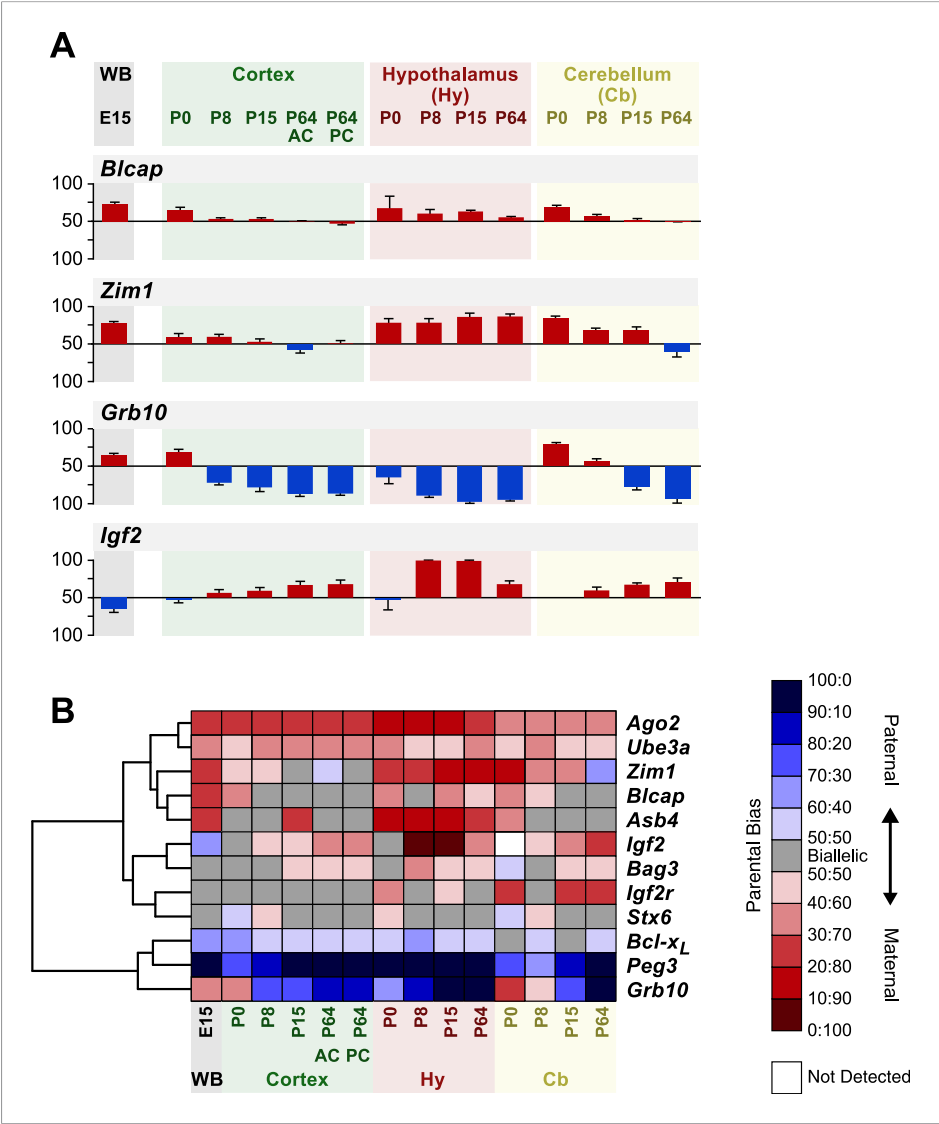 A
WB Cortex Hypothalamus (Hy) Cerebellum (Cb)
E15 P0 P8 P15 P64 AC P64 PC P0 P8 P15 P64 P0 P8 P15 P64
Blcap
100
50
100
Zim1
100
50
100
Grb10
100
50
100
Igf2
100
50
100
B
Ago2
Ube3a
Zim1
Blcap
Asb4
Igf2
Bag3
Igf2r
Stx6
Bcl-xL
Peg3
Grb10
E15 P0 P8 P15 P64 AC P64 PC P0 P8 P15 P64 P0 P8 P15 P64
WB Cortex Hy Cb
Parental Bias
100:0
90:10
80:20
70:30
60:40
50:50
Biallelic
50:50
40:60
30:70
20:80
10:90
0:100
Paternal
Maternal
Not Detected